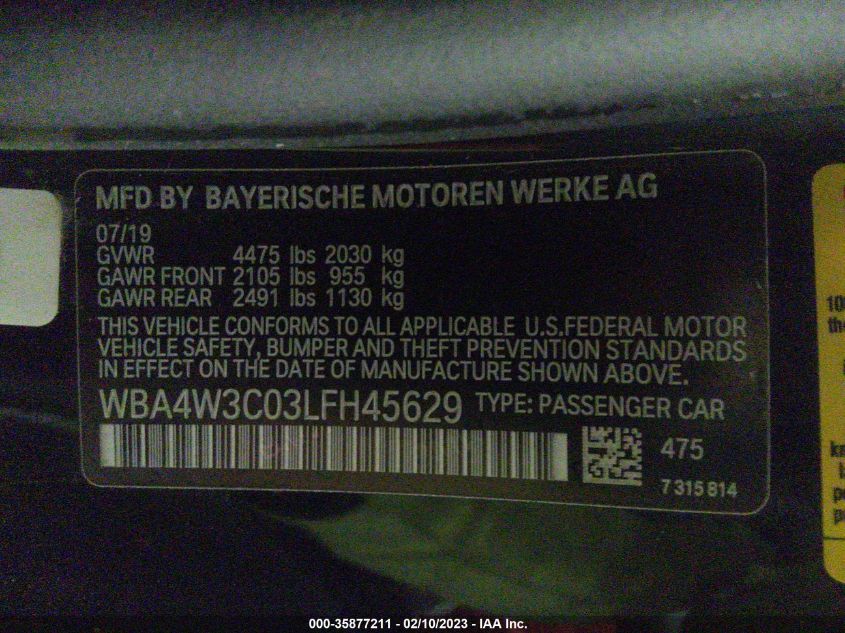 MFD BY BAYERISCHE MOTOREN WERKE AG
07/19
GVWR 4475 lbs 2030 kg
GAWR FRONT 2105 lbs 955 kg
GAWR REAR 2491 lbs 1130 kg
THIS VEHICLE CONFORMS TO ALL APPLICABLE U.S.FEDERAL MOTOR
VEHICLE SAFETY, BUMPER AND THEFT PREVENTION STANDARDS
IN EFFECT ON THE DATE OF MANUFACTURE SHOWN ABOVE.
WBA4W3C03LFH45629 TYPE: PASSENGER CAR
475
7315814
000-35877211 - 02/10/2023 - IAA Inc.